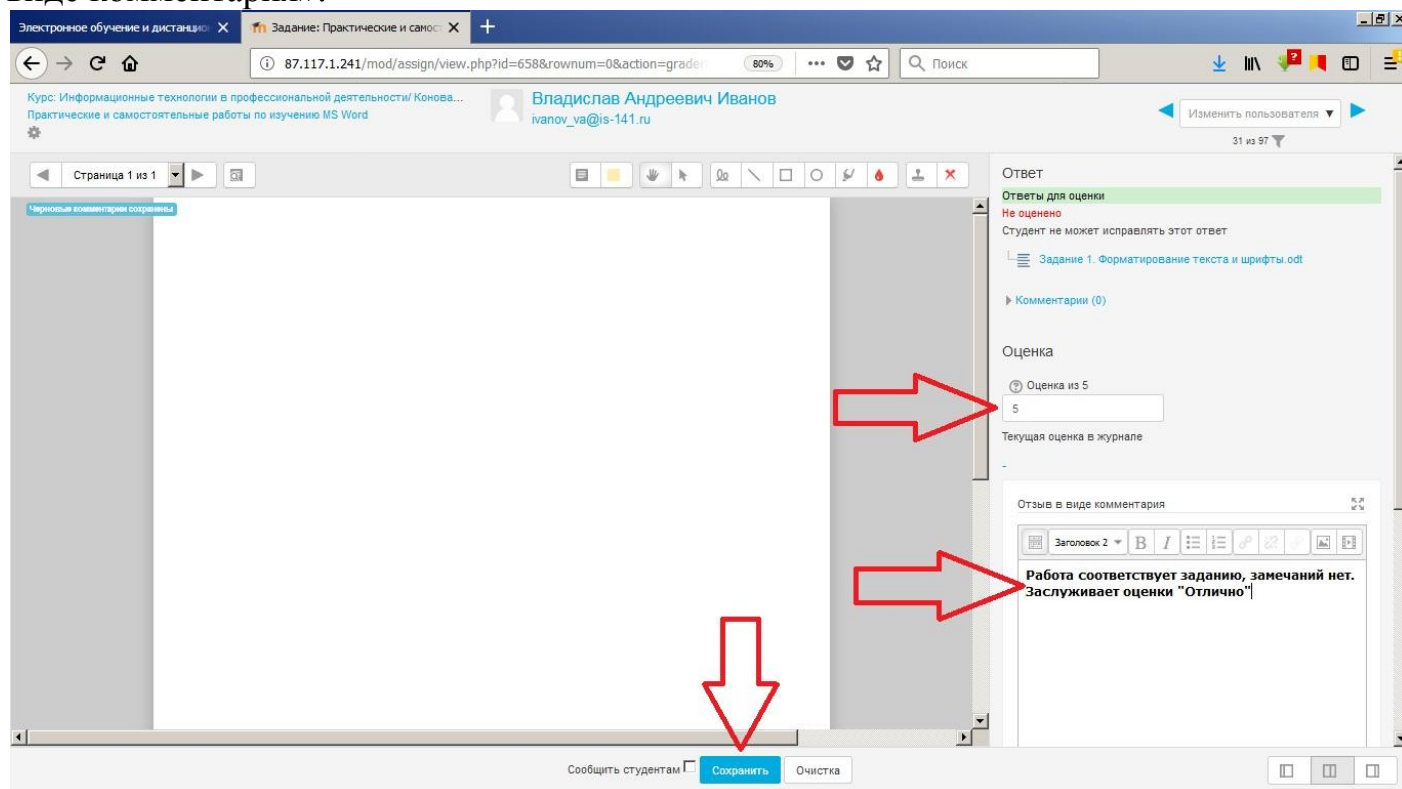 виде комментария».
Электронное обучение и дистанцио
Задание: Практические и самост
87.117.1.241/mod/assign/view.php?id=658&rownum=0&action=grader
80%
Поиск
Курс: Информационные технологии в профессиональной деятельности/ Конова...
Практические и самостоятельные работы по изучению MS Word
Владислав Андреевич Иванов
ivanov_va@is-141.ru
Изменить пользователя
31 из 97
Страница 1 из 1
Черновые комментарии сохранены
Ответ
Ответы для оценки
Не оценено
Студент не может исправлять этот ответ
Задание 1. Форматирование текста и шрифты.odt
Комментарии (0)
Оценка
Оценка из 5
5
Текущая оценка в журнале
-
Отзыв в виде комментария
Заголовок 2
B I
Работа соответствует заданию, замечаний нет.
Заслуживает оценки "Отлично"
Сообщить студентам
Сохранить
Очистка